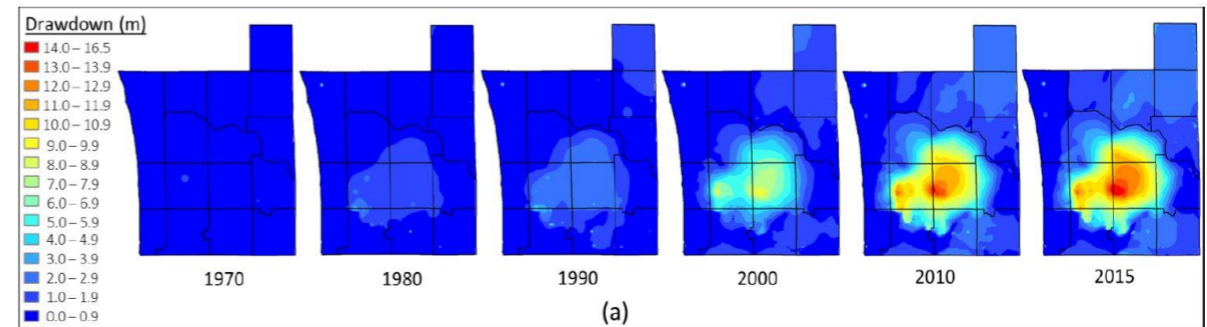 Drawdown (m)
14.0 – 16.5
13.0 – 13.9
12.0 – 12.9
11.0 – 11.9
10.0 – 10.9
9.0 – 9.9
8.0 – 8.9
7.0 – 7.9
6.0 – 6.9
5.0 – 5.9
4.0 – 4.9
3.0 – 3.9
2.0 – 2.9
1.0 – 1.9
0.0 – 0.9
1970 1980 1990 2000 2010 2015
(a)